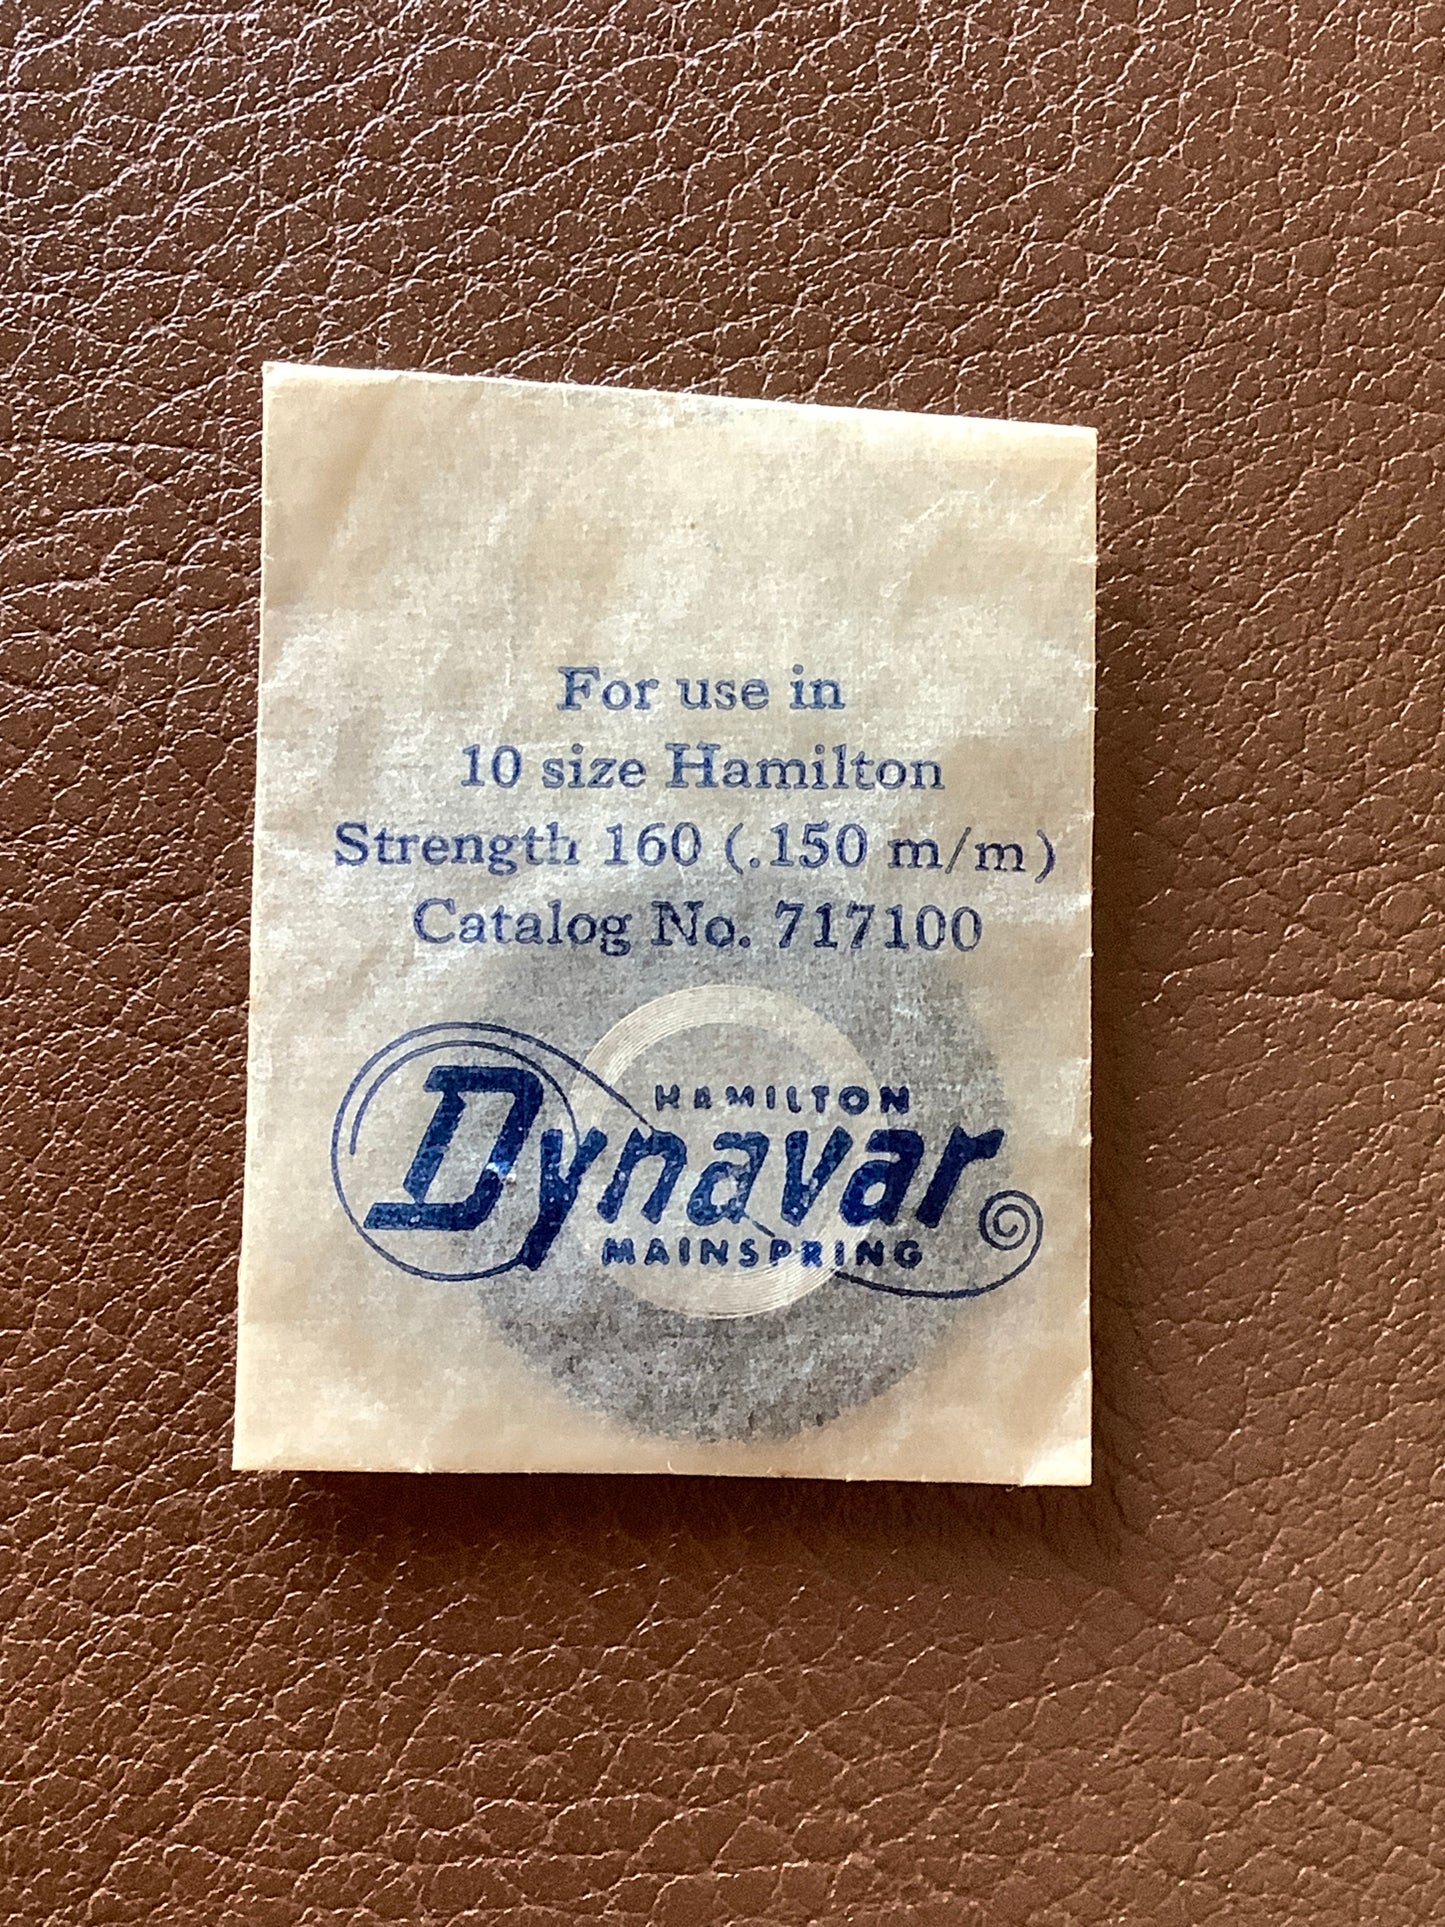 For use in
10 size Hamilton
Strength 160 (.150 m/m)
Catalog No. 717100
HAMILTON
Dynavar
MAINSPRING